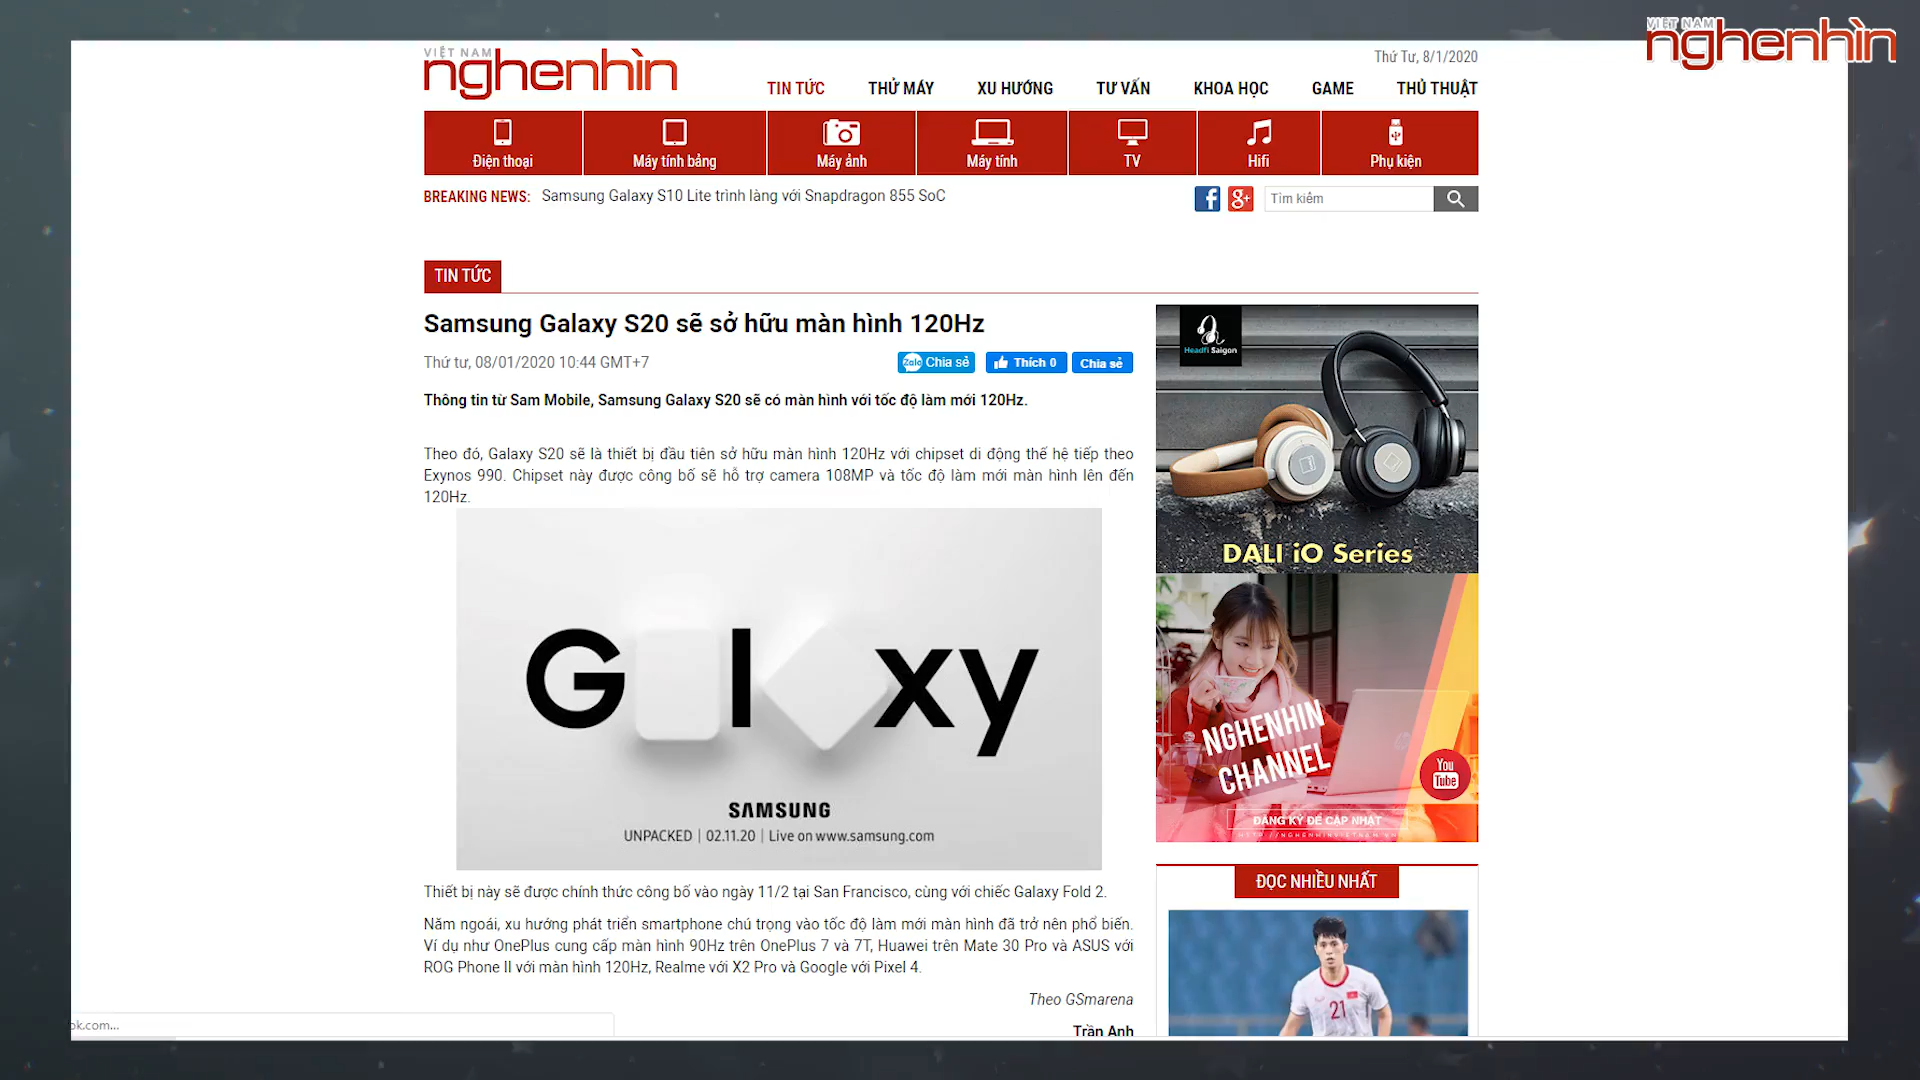 VIỆT NAM
nghenhìn
VIỆT NAM
nghenhìn
Thứ Tư, 8/1/2020
TIN TỨC THỬ MÁY XU HƯỚNG TƯ VẤN KHOA HỌC GAME THỦ THUẬT
Điện thoại Máy tính bảng Máy ảnh Máy tính TV Hifi Phụ kiện
BREAKING NEWS: Samsung Galaxy S10 Lite trình làng với Snapdragon 855 SoC
f g+ Tìm kiếm
TIN TỨC
Samsung Galaxy S20 sẽ sở hữu màn hình 120Hz
Thứ tư, 08/01/2020 10:44 GMT+7
Zalo Chia sẻ Thích 0 Chia sẻ
Thông tin từ Sam Mobile, Samsung Galaxy S20 sẽ có màn hình với tốc độ làm mới 120Hz.
Theo đó, Galaxy S20 sẽ là thiết bị đầu tiên sở hữu màn hình 120Hz với chipset di động thế hệ tiếp theo
Exynos 990. Chipset này được công bố sẽ hỗ trợ camera 108MP và tốc độ làm mới màn hình lên đến
120Hz.
G l xy
SAMSUNG
UNPACKED | 02.11.20 | Live on www.samsung.com
Thiết bị này sẽ được chính thức công bố vào ngày 11/2 tại San Francisco, cùng với chiếc Galaxy Fold 2.
Năm ngoái, xu hướng phát triển smartphone chú trọng vào tốc độ làm mới màn hình đã trở nên phổ biến.
Ví dụ như OnePlus cung cấp màn hình 90Hz trên OnePlus 7 và 7T, Huawei trên Mate 30 Pro và ASUS với
ROG Phone II với màn hình 120Hz, Realme với X2 Pro và Google với Pixel 4.
Theo GSmarena
Trần Anh
Headfi Saigon
DALI iO Series
NGHENHIN
CHANNEL
You
Tube
ĐĂNG KÝ ĐỂ CẬP NHẬT
ĐỌC NHIỀU NHẤT
21
ok.com...